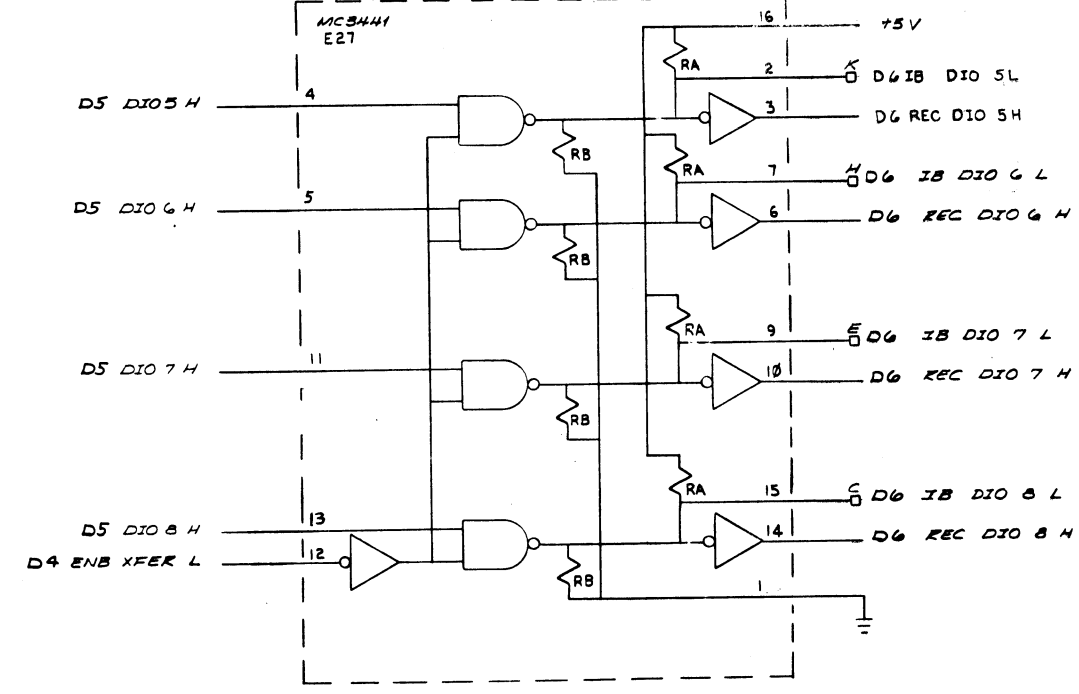 MC3441
E27
16
+5V
RA
K
2
D6 IB DIO 5L
D5 DIO5 H
4
3
D6 REC DIO 5H
RB
RA
7
H
D6 IB DIO 6 L
D5 DIO 6 H
5
6
D6 REC DIO 6 H
RB
RA
9
E
D6 IB DIO 7 L
D5 DIO 7 H
11
10
D6 REC DIO 7 H
RB
RA
15
C
D6 IB DIO 8 L
D5 DIO 8 H
13
14
D6 REC DIO 8 H
D4 ENB XFER L
12
RB
1